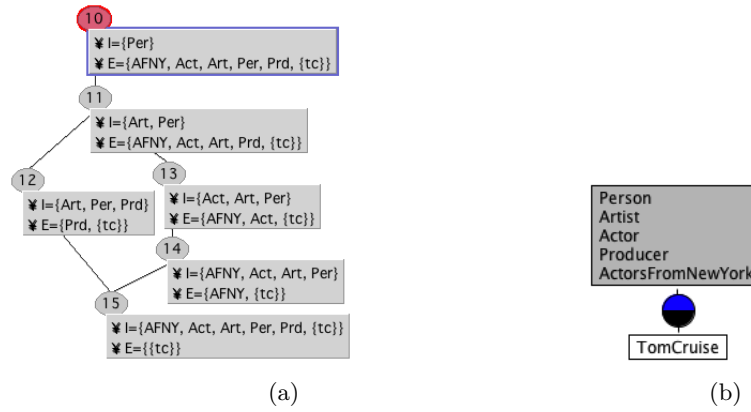 10
¥ I={Per}
¥ E={AFNY, Act, Art, Per, Prd, {tc}}
11
¥ I={Art, Per}
¥ E={AFNY, Act, Art, Prd, {tc}}
12
13
¥ I={Art, Per, Prd}
¥ E={Prd, {tc}}
¥ I={Act, Art, Per}
¥ E={AFNY, Act, {tc}}
14
¥ I={AFNY, Act, Art, Per}
¥ E={AFNY, {tc}}
15
¥ I={AFNY, Act, Art, Per, Prd, {tc}}
¥ E={{tc}}
(a)
Person
Artist
Actor
Producer
ActorsFromNewYork
TomCruise
(b)